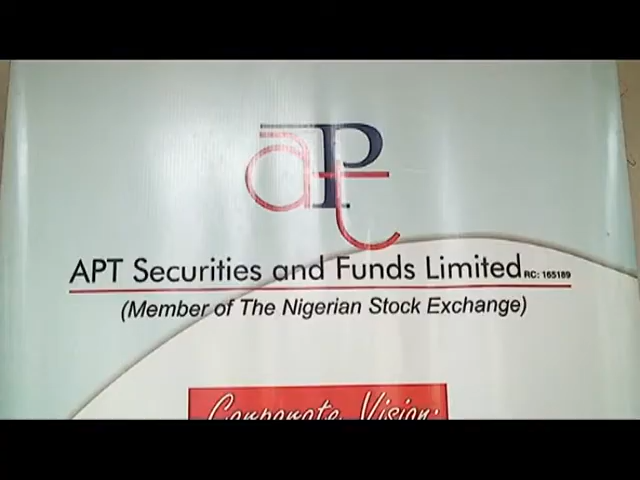 aPt
APT Securities and Funds Limited RC: 165189
(Member of The Nigerian Stock Exchange)
Corporate Vision: